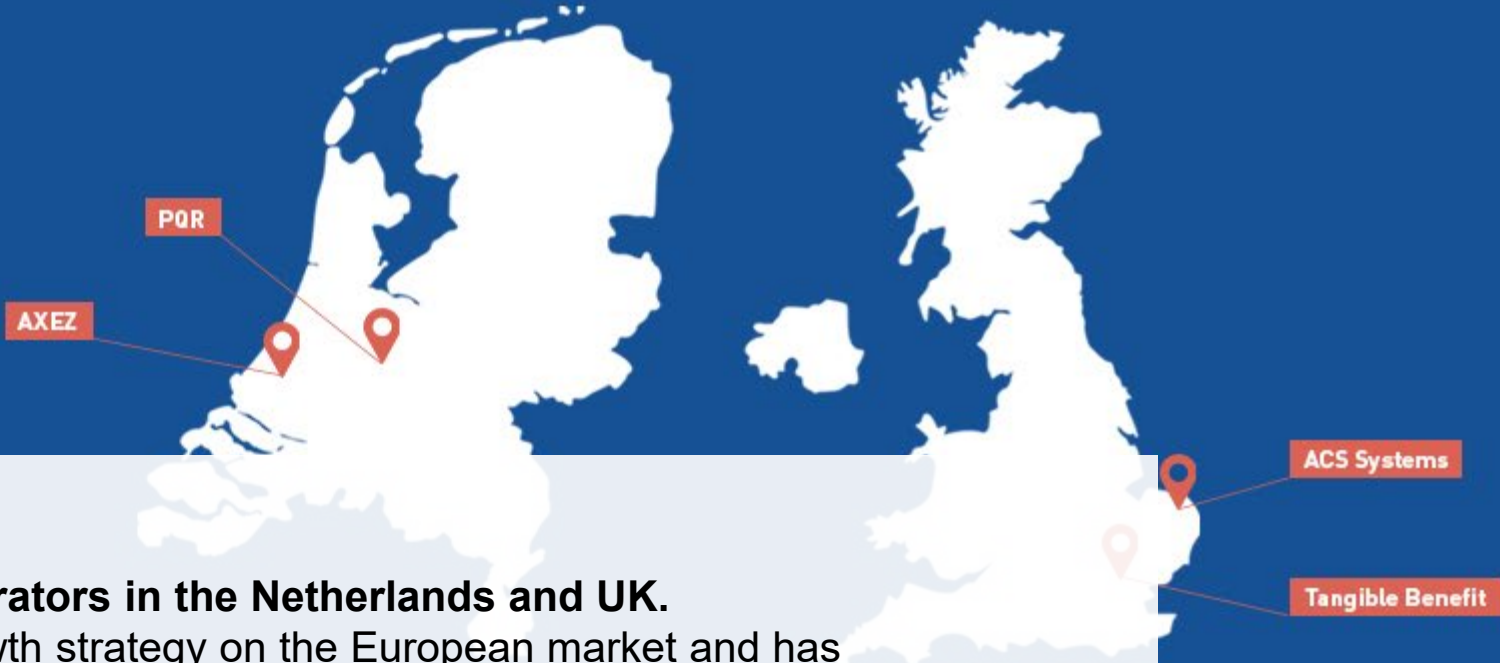 PQR
AXEZ
ACS Systems
Tangible Benefit
rators in the Netherlands and UK.
wth strategy on the European market and has